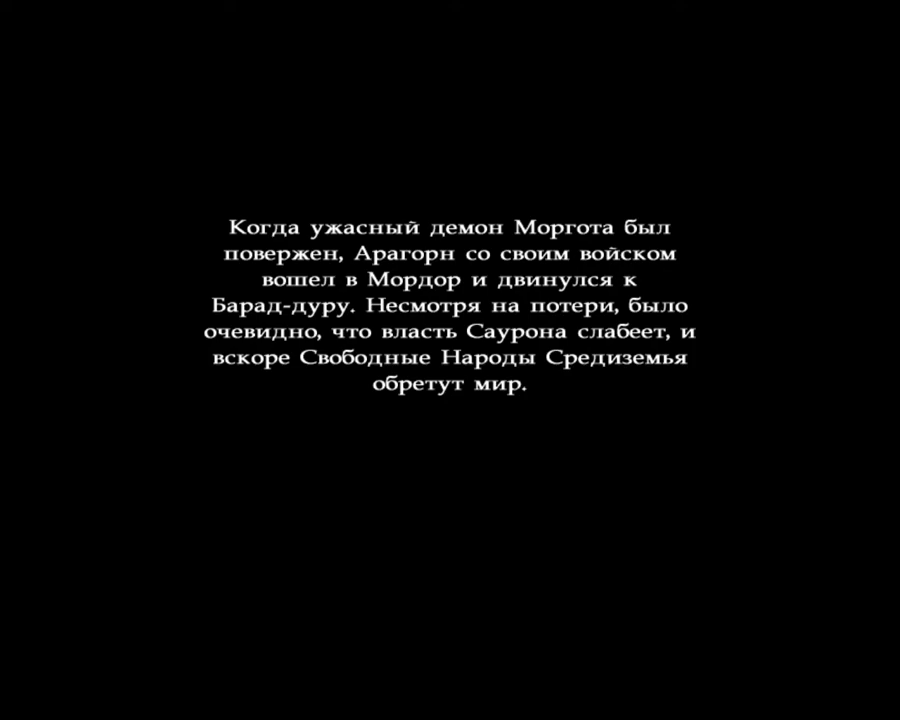 Когда ужасный демон Моргота был
повержен, Арагорн со своим войском
вошел в Мордор и двинулся к
Барад-дуру. Несмотря на потери, было
очевидно, что власть Саурона слабеет, и
вскоре Свободные Народы Средиземья
обретут мир.